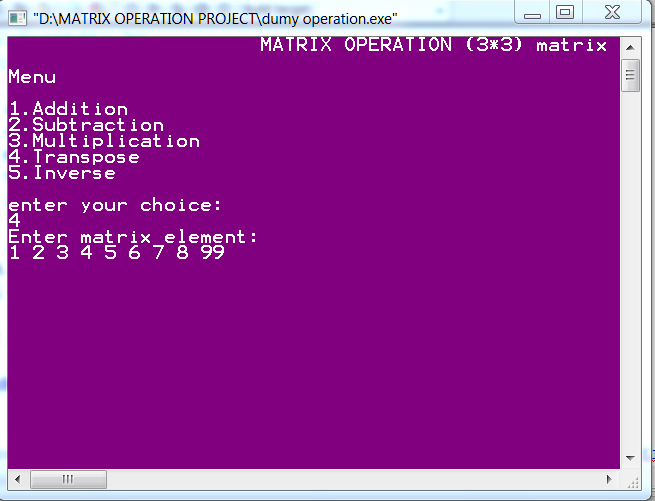 "D:\MATRIX OPERATION PROJECT\dumy operation.exe"
MATRIX OPERATION (3*3) matrix
Menu
1.Addition
2.Subtraction
3.Multiplication
4.Transpose
5.Inverse
enter your choice:
4
Enter matrix element:
1 2 3 4 5 6 7 8 99